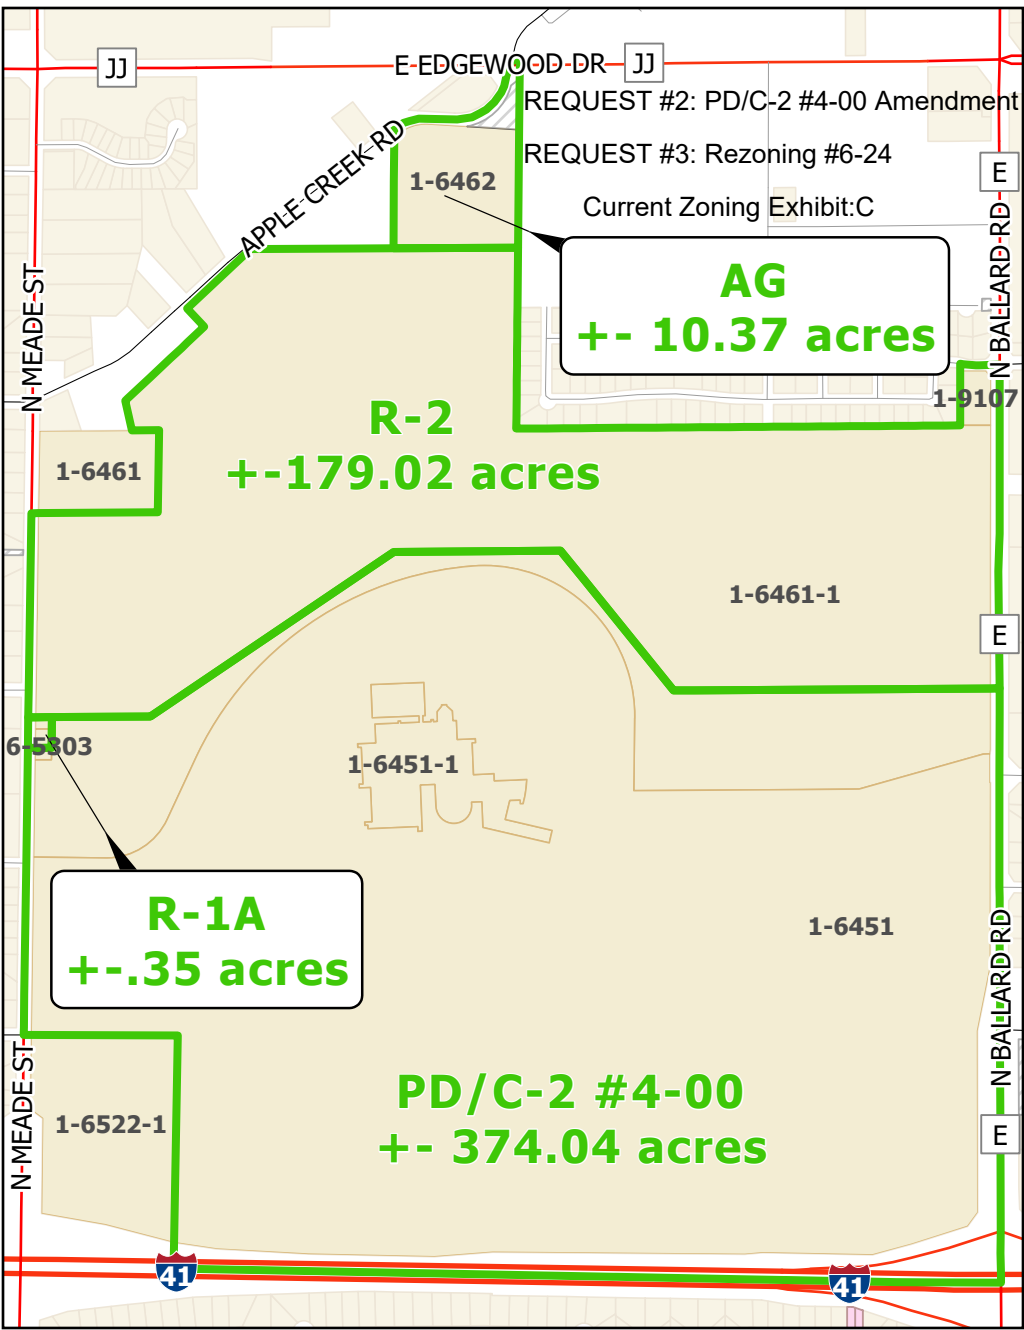 JJ
E EDGEWOOD DR
JJ
REQUEST #2: PD/C-2 #4-00 Amendment
REQUEST #3: Rezoning #6-24
Current Zoning Exhibit:C
E
APPLE CREEK RD
1-6462
N MEADE ST
N BALLARD RD
AG
+- 10.37 acres
1-9107
R-2
+-179.02 acres
1-6461
1-6461-1
E
6-5303
1-6451-1
R-1A
+-.35 acres
1-6451
N BALLARD RD
N MEADE ST
PD/C-2 #4-00
+- 374.04 acres
1-6522-1
E
41
41